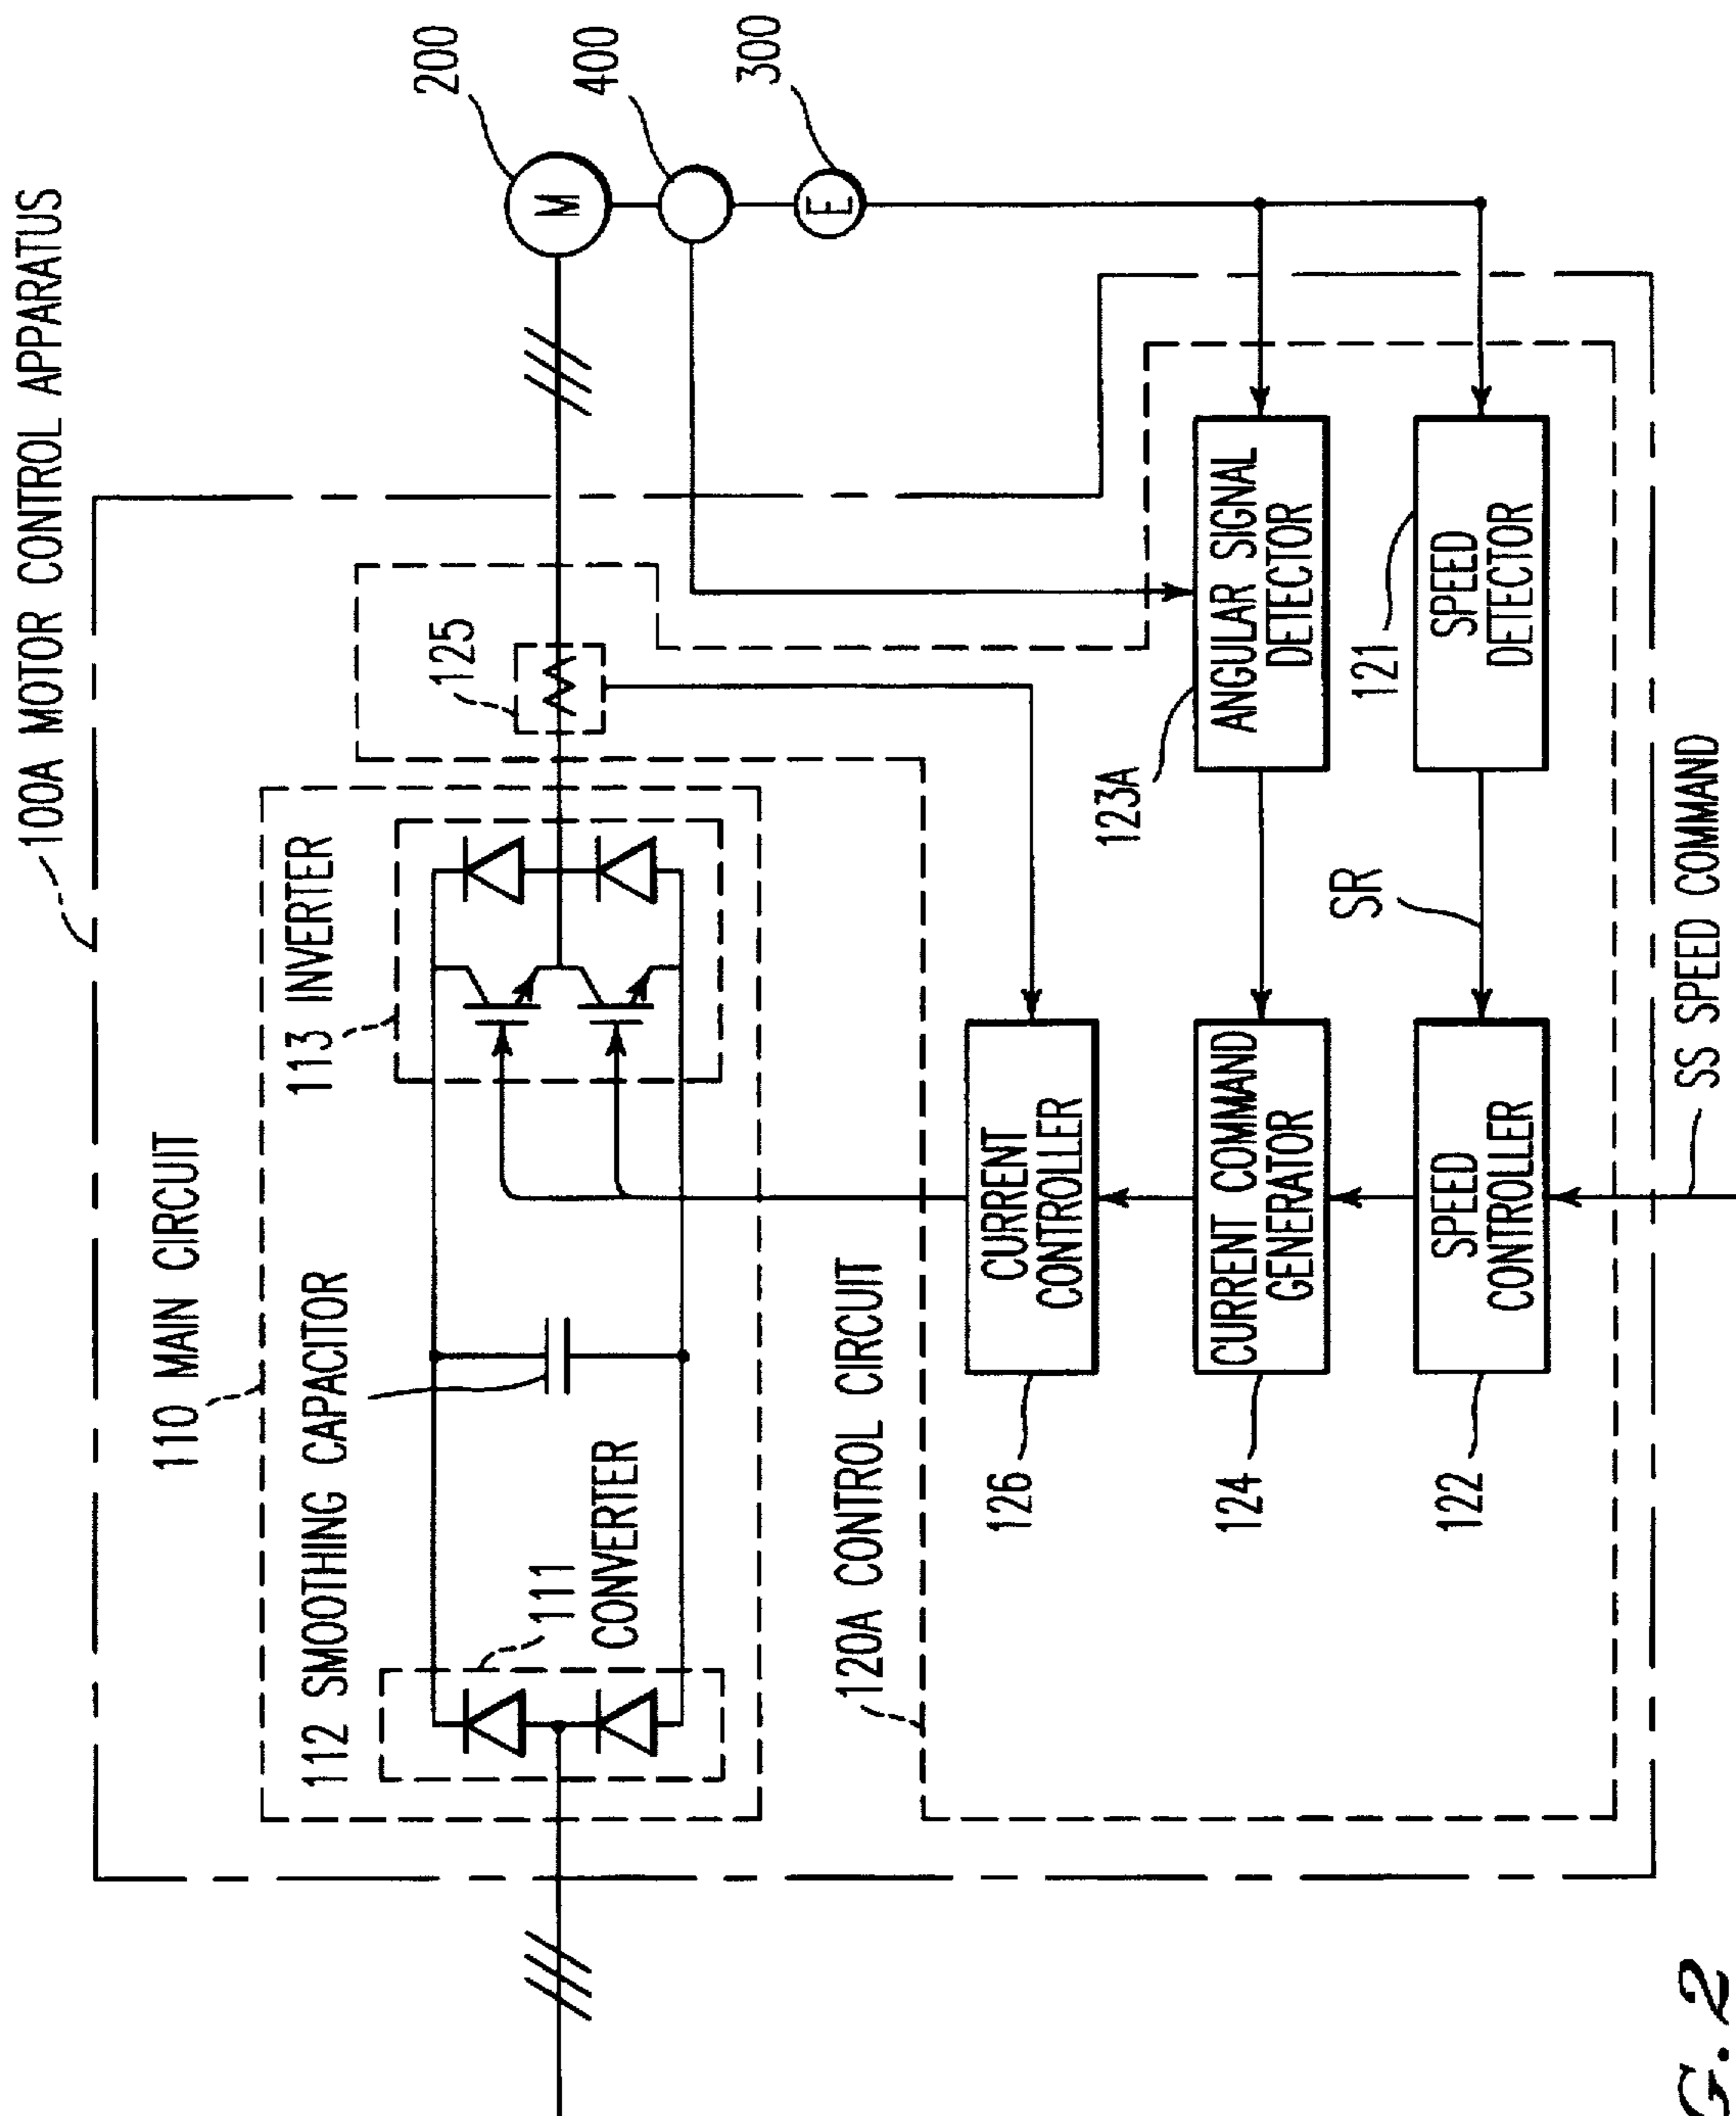 100A MOTOR CONTROL APPARATUS
110 MAIN CIRCUIT
112 SMOOTHING CAPACITOR
113 INVERTER
111
CONVERTER
125
200
M
400
300
E
120A CONTROL CIRCUIT
126
CURRENT
CONTROLLER
123A
ANGULAR SIGNAL
DETECTOR
124
CURRENT COMMAND
GENERATOR
SR
121
SPEED
DETECTOR
122
SPEED
CONTROLLER
SS SPEED COMMAND
G. 2